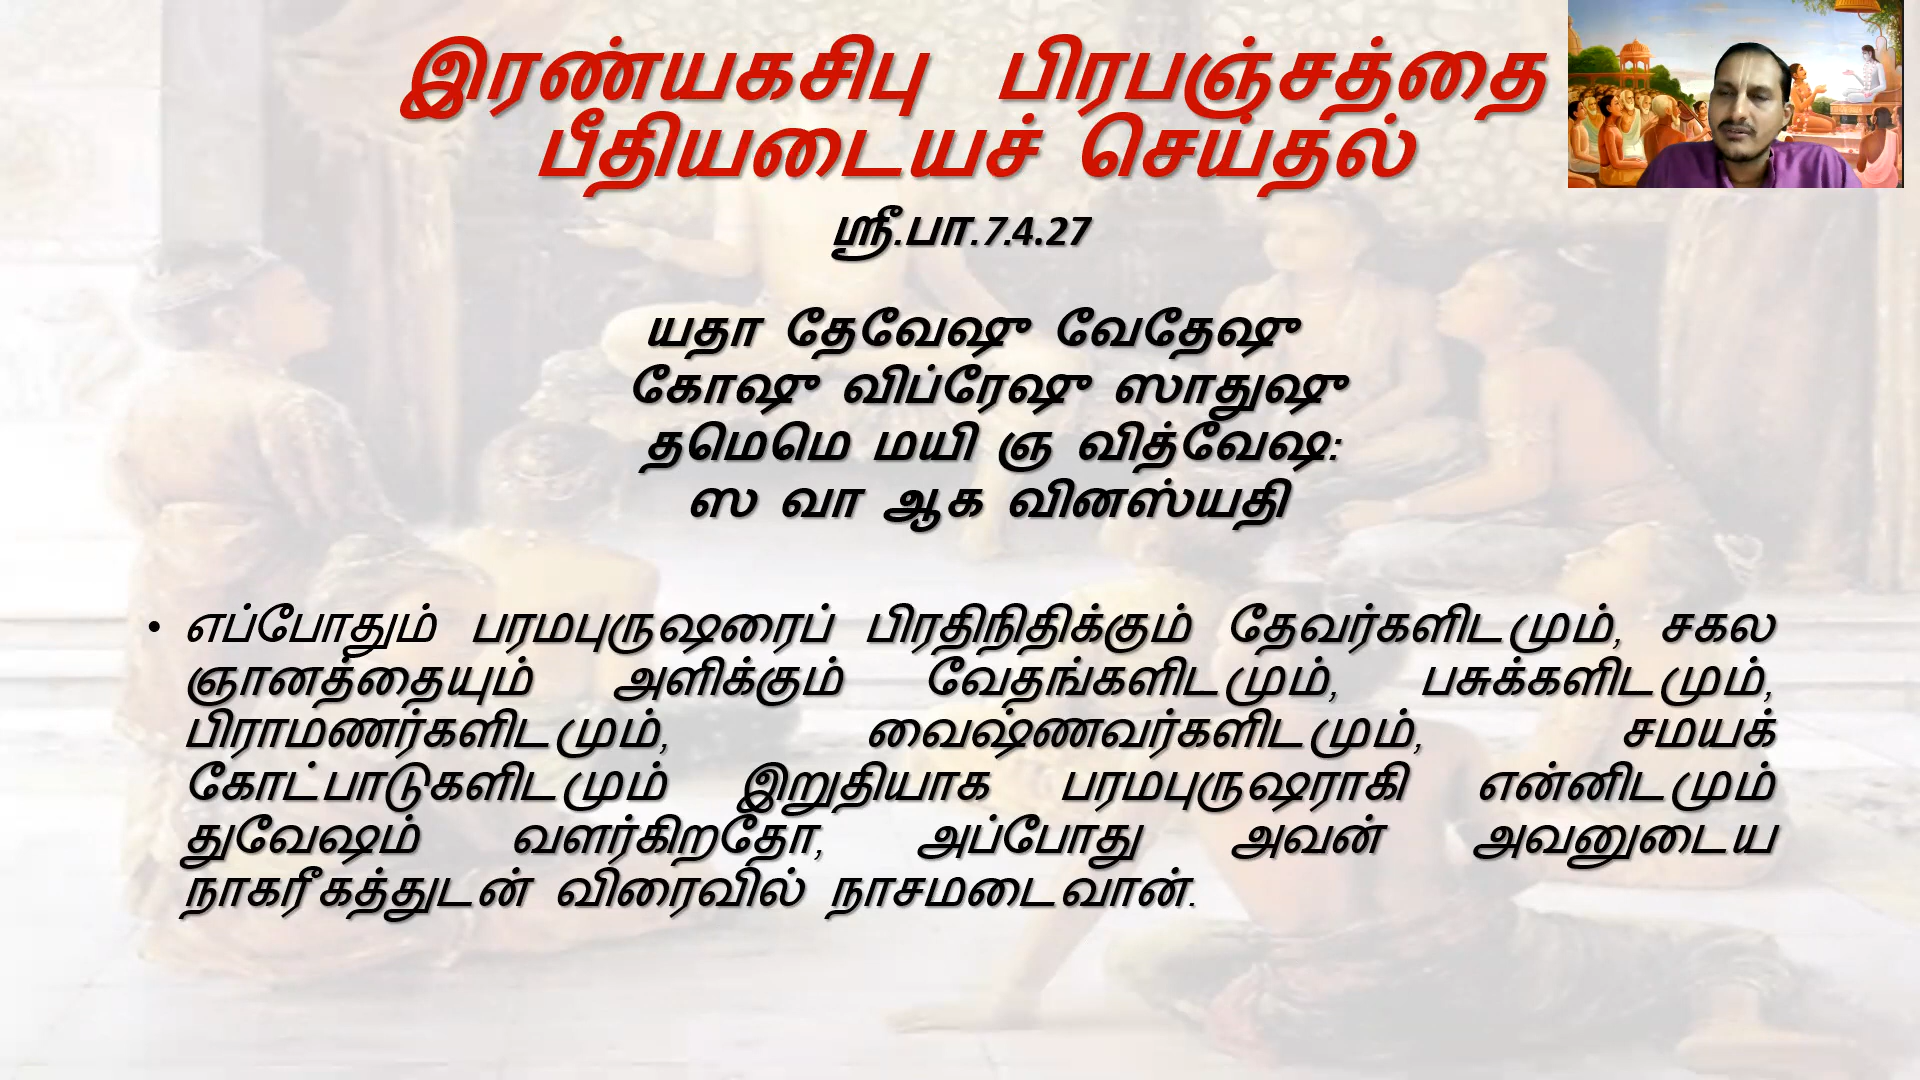 இரண்யகசிபு பிரபஞ்சத்தை
பீதியடையச் செய்தல்
ஸ்ரீ.பா.7.4.27
யதா தேவேஷு வேதேஷு
கோஷு விப்ரேஷு ஸாதுஷு
தமெமெ மயி ஞ வித்வேஷ:
ஸ வா ஆக வினஸ்யதி
• எப்போதும் பரமபுருஷரைப் பிரதிநிதிக்கும் தேவர்களிடமும், சகல
ஞானத்தையும் அளிக்கும் வேதங்களிடமும், பசுக்களிடமும்,
பிராமணர்களிடமும், வைஷ்ணவர்களிடமும், சமயக்
கோட்பாடுகளிடமும் இறுதியாக பரமபுருஷராகி என்னிடமும்
துவேஷம் வளர்கிறதோ, அப்போது அவன் அவனுடைய
நாகரீகத்துடன் விரைவில் நாசமடைவான்.